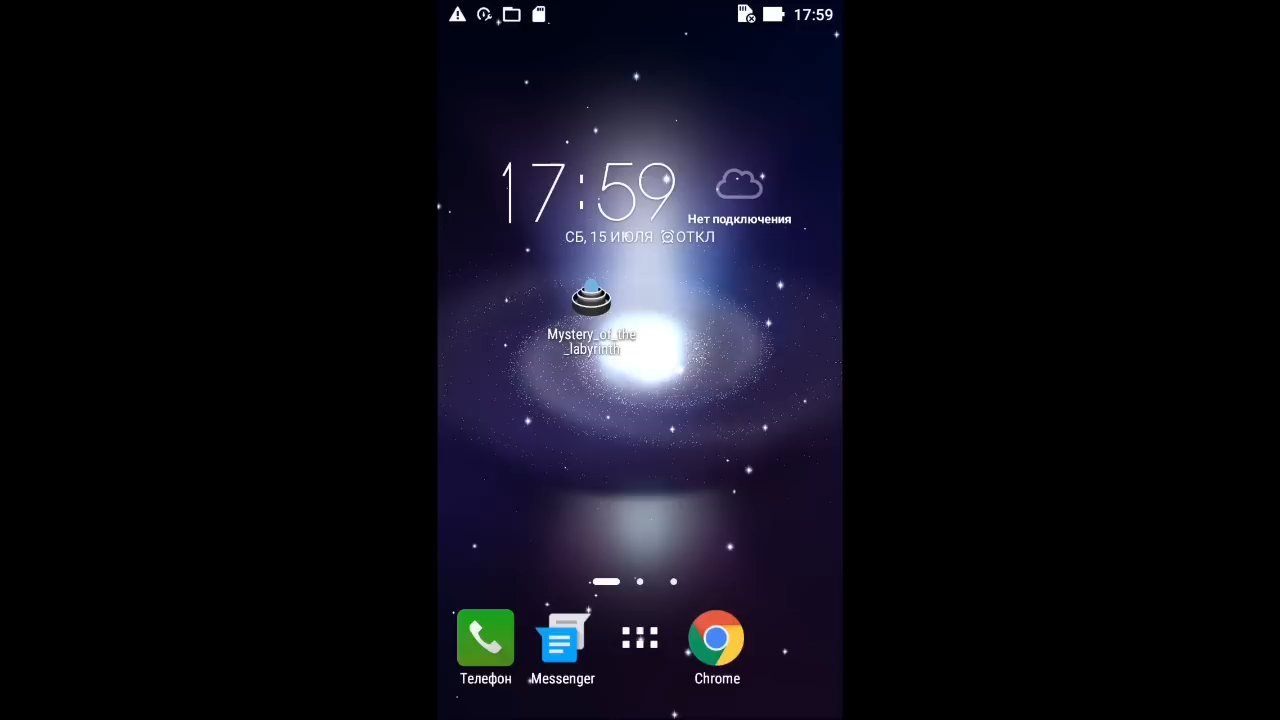 17:59
17:59
Нет подключения
СБ, 15 ИЮЛЯ ОТКЛ
Mystery_of_the
_labyrinth
Телефон
Messenger
Chrome